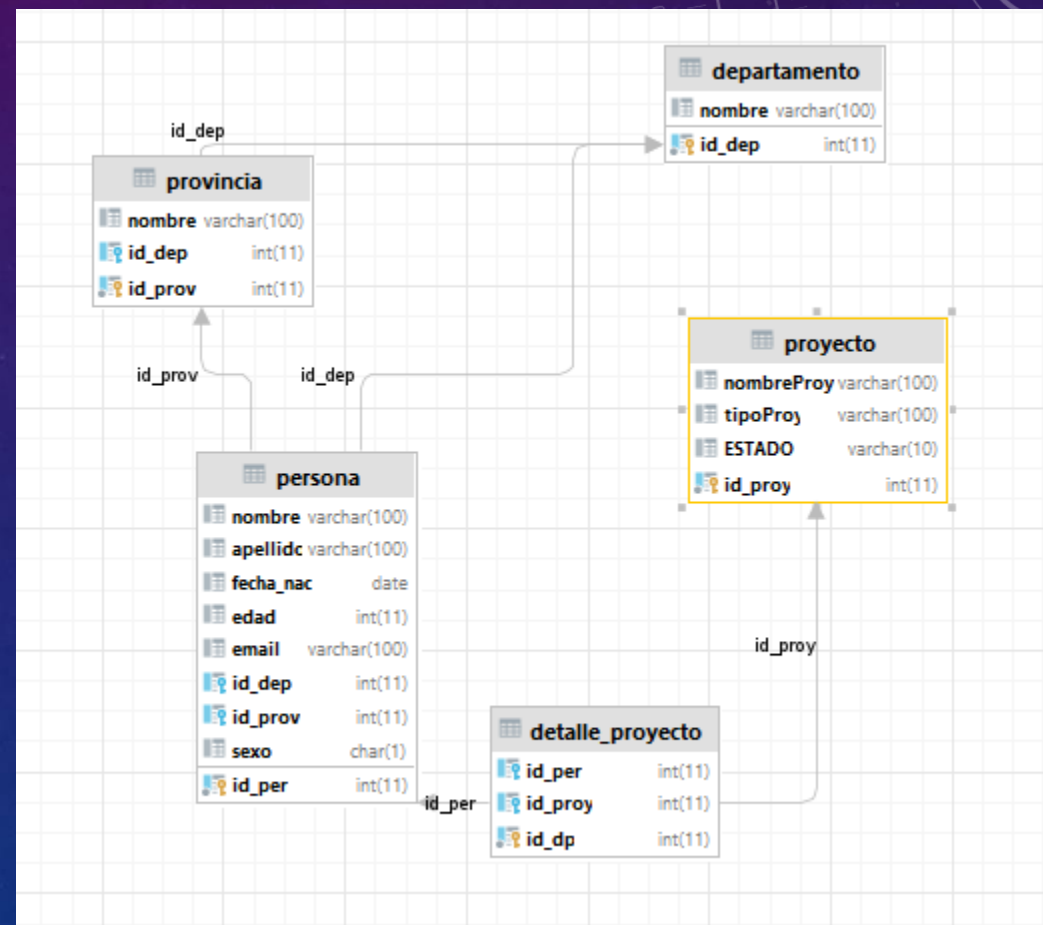 departamento
nombre varchar(100)
id_dep int(11)
id_dep
provincia
nombre varchar(100)
id_dep int(11)
id_prov int(11)
id_prov
id_dep
proyecto
nombreProy varchar(100)
tipoProy varchar(100)
ESTADO varchar(10)
id_proy int(11)
persona
nombre varchar(100)
apellidc varchar(100)
fecha_nac date
edad int(11)
email varchar(100)
id_dep int(11)
id_prov int(11)
sexo char(1)
id_per int(11)
id_per
id_proy
detalle_proyecto
id_per int(11)
id_proy int(11)
id_dp int(11)